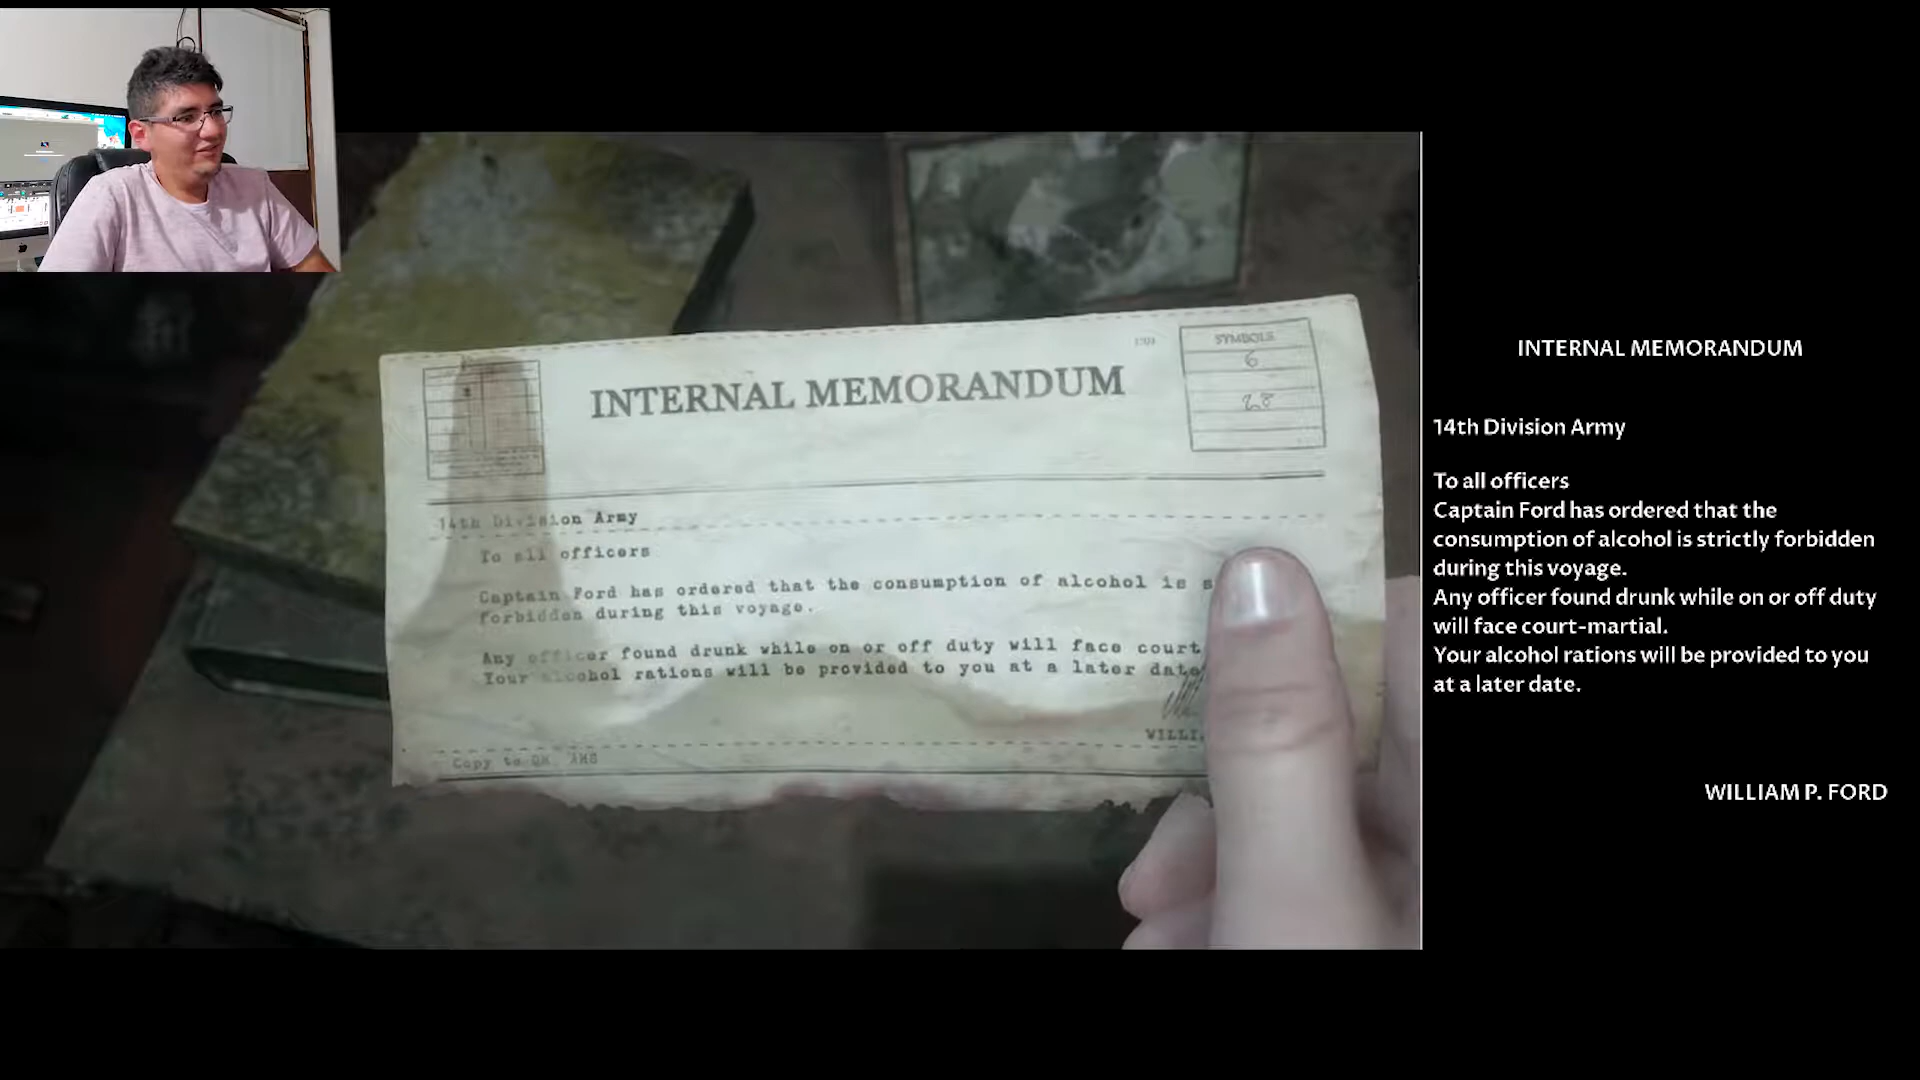 INTERNAL MEMORANDUM
SYMBOLS
6
28
14th Division Army
To all officers
Captain Ford has ordered that the consumption of alcohol is s
forbidden during this voyage.
Any officer found drunk while on or off duty will face court
Your alcohol rations will be provided to you at a later date
WILLI
Copy to
INTERNAL MEMORANDUM
14th Division Army
To all officers
Captain Ford has ordered that the
consumption of alcohol is strictly forbidden
during this voyage.
Any officer found drunk while on or off duty
will face court-martial.
Your alcohol rations will be provided to you
at a later date.
WILLIAM P. FORD